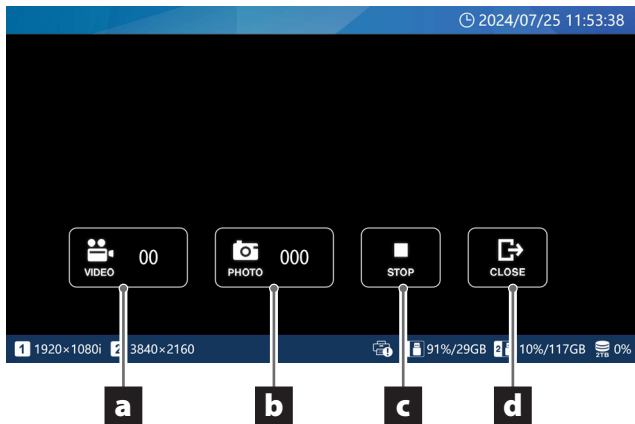 2024/07/25 11:53:38
VIDEO 00
PHOTO 000
STOP
CLOSE
1 1920×1080i 2 3840×2160 91%/29GB 2 10%/117GB 2TB 0%
a b c d